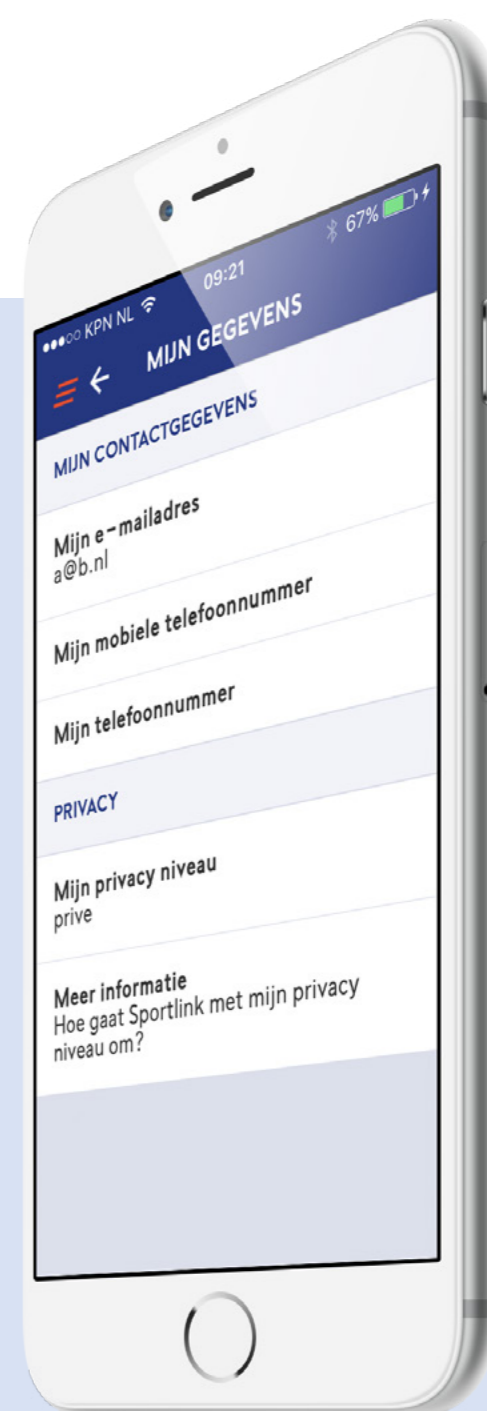 KPN NL 09:21 67%
MIJN GEGEVENS
MIJN CONTACTGEGEVENS
Mijn e-mailadres
a@b.nl
Mijn mobiele telefoonnummer
Mijn telefoonnummer
PRIVACY
Mijn privacy niveau
prive
Meer informatie
Hoe gaat Sportlink met mijn privacy
niveau om?